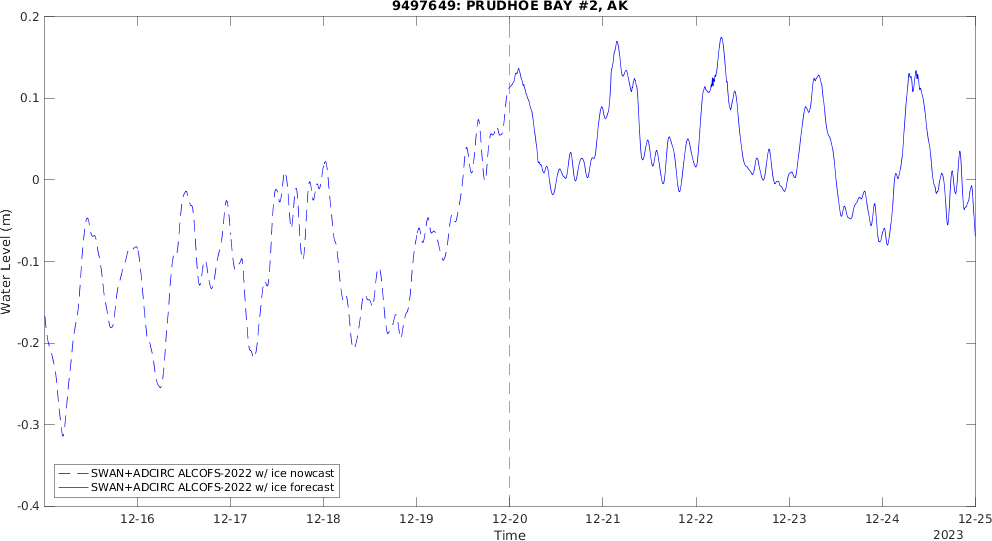 9497649: PRUDHOE BAY #2, AK
0.2
0.1
0
-0.1
-0.2
-0.3
-0.4
Water Level (m)
SWAN+ADCIRC ALCOFS-2022 w/ ice nowcast
SWAN+ADCIRC ALCOFS-2022 w/ ice forecast
12-16 12-17 12-18 12-19 12-20 12-21 12-22 12-23 12-24 12-25
Time
2023